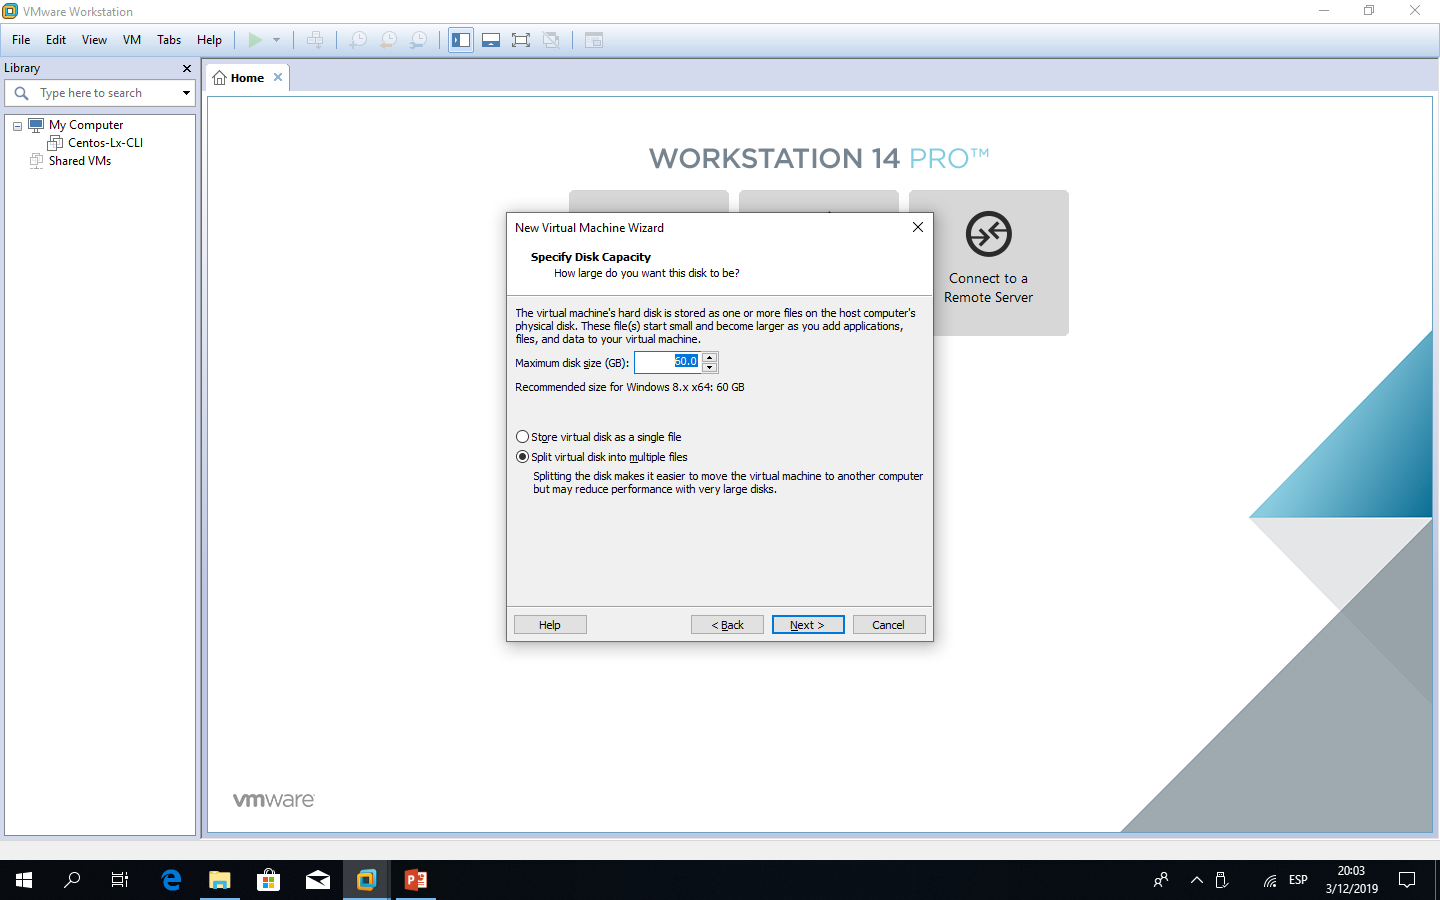 VMware Workstation
File Edit View VM Tabs Help
Library
Type here to search
My Computer
Centos-Lx-CLI
Shared VMs
Home
WORKSTATION 14 PRO™
Connect to a
Remote Server
New Virtual Machine Wizard
Specify Disk Capacity
How large do you want this disk to be?
The virtual machine's hard disk is stored as one or more files on the host computer's
physical disk. These file(s) start small and become larger as you add applications,
files, and data to your virtual machine.
Maximum disk size (GB): 60.0
Recommended size for Windows 8.x x64: 60 GB
Store virtual disk as a single file
Split virtual disk into multiple files
Splitting the disk makes it easier to move the virtual machine to another computer
but may reduce performance with very large disks.
Help < Back Next > Cancel
vmware
ESP
20:03
3/12/2019